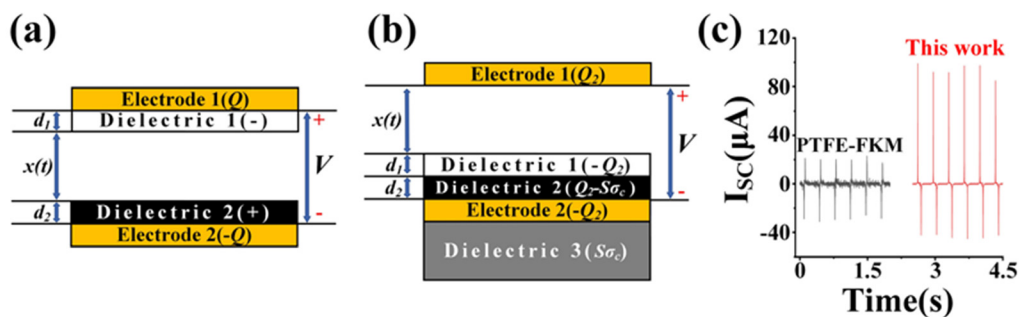 (a)
Electrode 1(Q)
d₁
Dielectric 1(-)
+
x(t)
V
d₂
Dielectric 2(+)
-
Electrode 2(-Q)
(b)
Electrode 1(Q₂)
+
x(t)
V
d₁
Dielectric 1(-Q₂)
d₂
Dielectric 2(Q₂-Sσc)
-
Electrode 2(-Q₂)
Dielectric 3(Sσc)
(c)
120
This work
80
PTFE-FKM
40
0
-40
I_SC(μA)
0 1.5 3 4.5
Time(s)